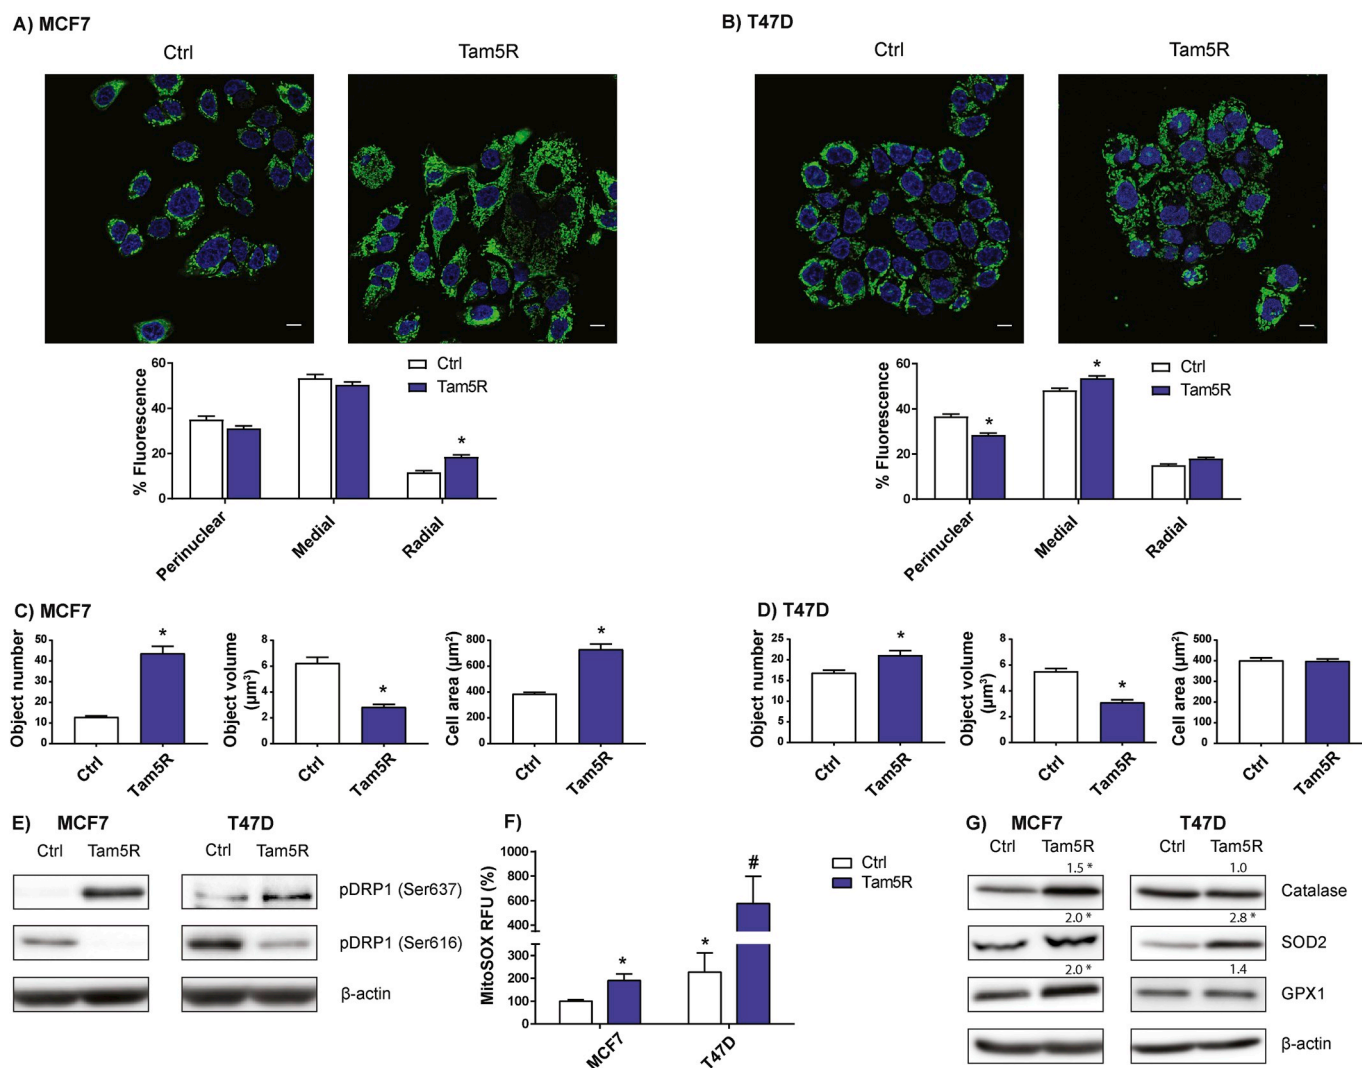 A) MCF7
Ctrl
Tam5R
60
40
20
0
% Fluorescence
Ctrl
Tam5R
*
Perinuclear
Medial
Radial
B) T47D
Ctrl
Tam5R
60
40
20
0
% Fluorescence
Ctrl
Tam5R
*
*
Perinuclear
Medial
Radial
C) MCF7
Object number
50
40
30
20
10
0
*
Ctrl
Tam5R
Object volume
(µm³)
8
6
4
2
0
*
Ctrl
Tam5R
Cell area (µm²)
800
600
400
200
0
*
Ctrl
Tam5R
D) T47D
Object number
25
20
15
10
5
0
*
Ctrl
Tam5R
Object volume
(µm³)
8
6
4
2
0
*
Ctrl
Tam5R
Cell area (µm²)
500
400
300
200
100
0
Ctrl
Tam5R
E) MCF7 T47D
Ctrl Tam5R Ctrl Tam5R
pDRP1 (Ser637)
pDRP1 (Ser616)
β-actin
F)
MitoSOX RFU (%)
1000
800
600
400
200
100
0
*
*
#
MCF7
T47D
Ctrl
Tam5R
G) MCF7 T47D
Ctrl Tam5R Ctrl Tam5R
1.5 * 1.0
Catalase
2.0 * 2.8 *
SOD2
2.0 * 1.4
GPX1
β-actin